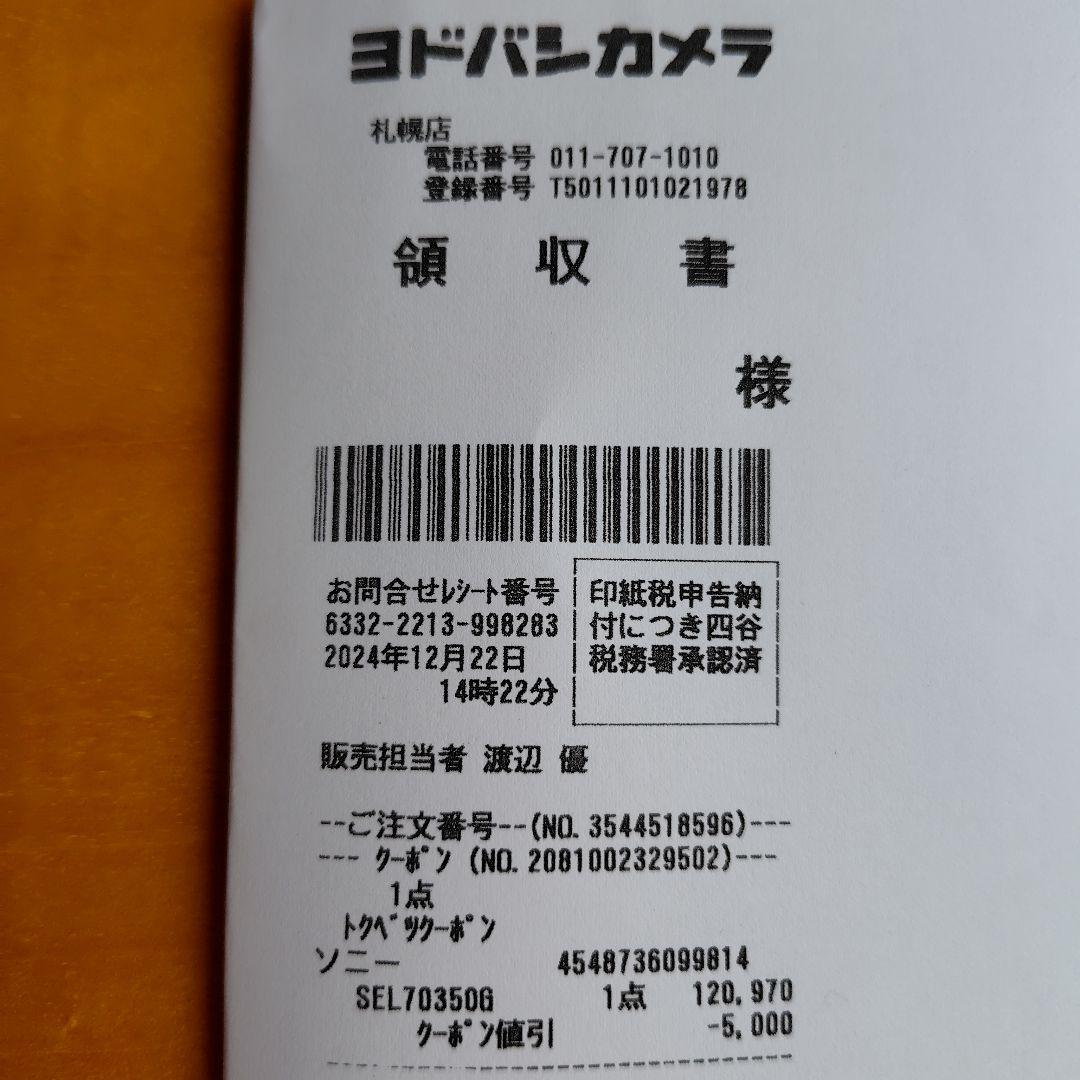 ヨドバシカメラ
札幌店
電話番号 011-707-1010
登録番号 T5011101021978
領 収 書
様
お問合せﾚｼｰﾄ番号
6332-2213-998283
2024年12月22日
14時22分
印紙税申告納
付につき四谷
税務署承認済
販売担当者 渡辺 優
--ご注文番号--(NO. 3544518596)---
--- ｸｰﾎﾟﾝ (NO. 2081002329502)---
1点
ﾄｸﾍﾞﾂｸｰﾎﾟﾝ
ソニー 4548736099814
SEL70350G 1点 120,970
ｸｰﾎﾟﾝ値引 -5,000